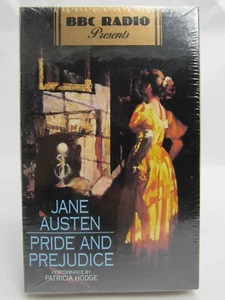 BBC RADIO
Presents
JANE
AUSTEN
PRIDE AND
PREJUDICE
PERFORMANCE BY
PATRICIA HODGE